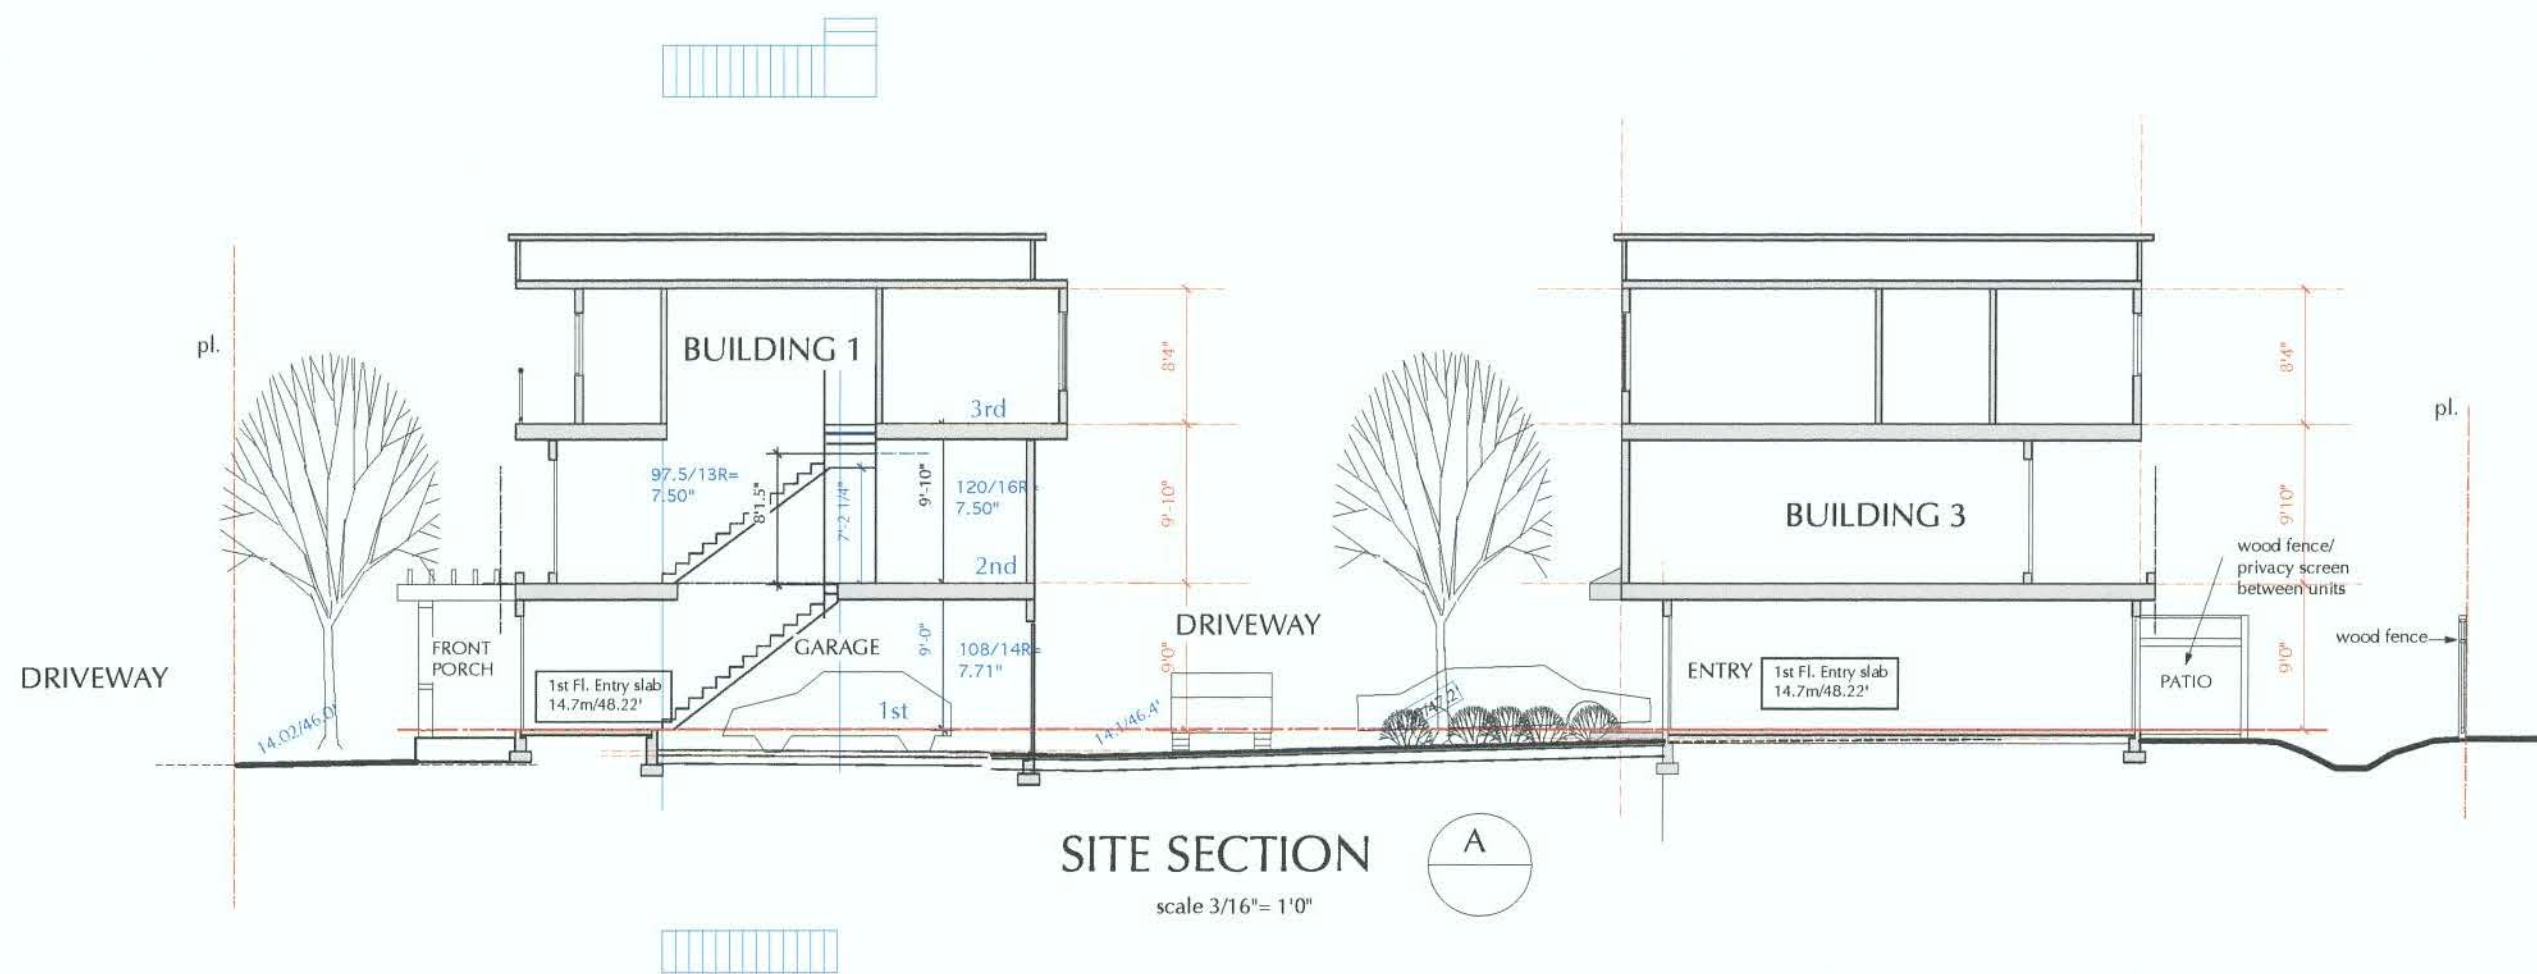 pl.
BUILDING 1
8'4"
8'4"
pl.
3rd
97.5/13R=
7.50"
8'1.5"
7'-2 1/4"
9'-10"
120/16R=
7.50"
9'-10"
9'10"
BUILDING 3
2nd
wood fence/
privacy screen
between units
DRIVEWAY
FRONT
PORCH
GARAGE
9'-0"
108/14R=
7.71"
DRIVEWAY
9'0"
ENTRY
1st Fl. Entry slab
14.7m/48.22'
PATIO
9'0"
wood fence
1st Fl. Entry slab
14.7m/48.22'
1st
14.02/46.0'
14.1/46.4'
SITE SECTION
A
scale 3/16"= 1'0"